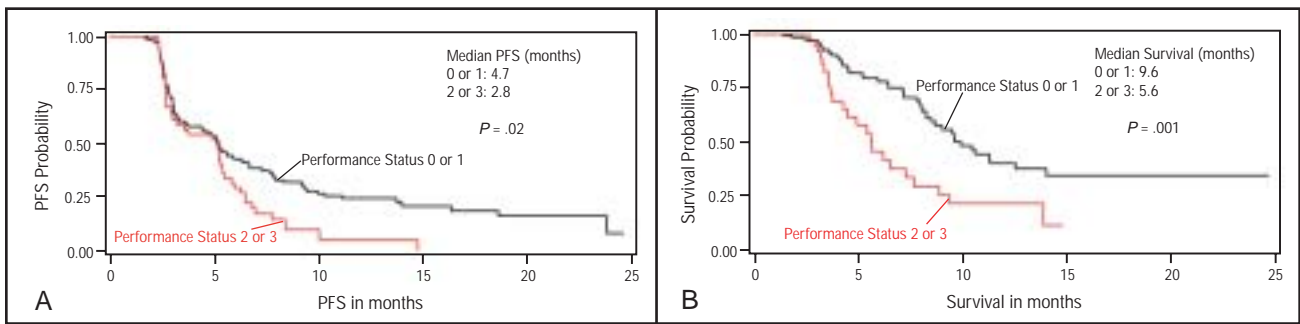 1.00
0.75
0.50
0.25
0.00
PFS Probability
Median PFS (months)
0 or 1: 4.7
2 or 3: 2.8
P = .02
Performance Status 0 or 1
Performance Status 2 or 3
0 5 10 15 20 25
PFS in months
A
1.00
0.75
0.50
0.25
0.00
Survival Probability
Median Survival (months)
0 or 1: 9.6
2 or 3: 5.6
P = .001
Performance Status 0 or 1
Performance Status 2 or 3
0 5 10 15 20 25
Survival in months
B